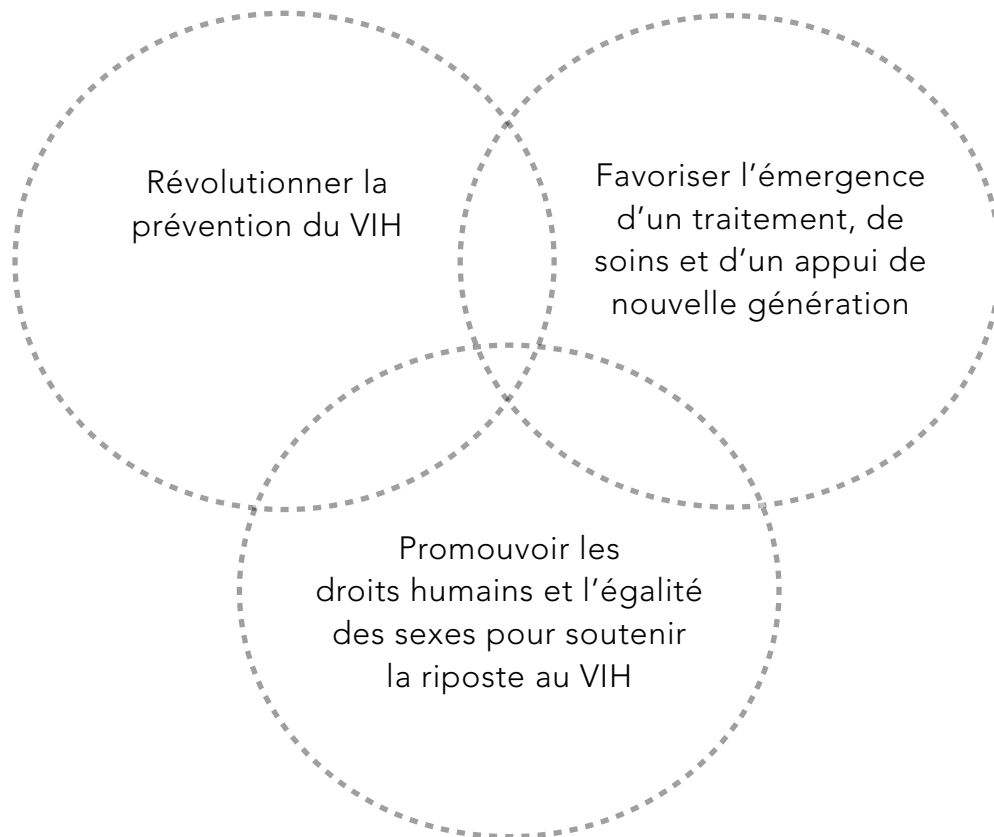 Révolutionner la
prévention du VIH
Favoriser l’émergence
d’un traitement, de
soins et d’un appui de
nouvelle génération
Promouvoir les
droits humains et l’égalité
des sexes pour soutenir
la riposte au VIH